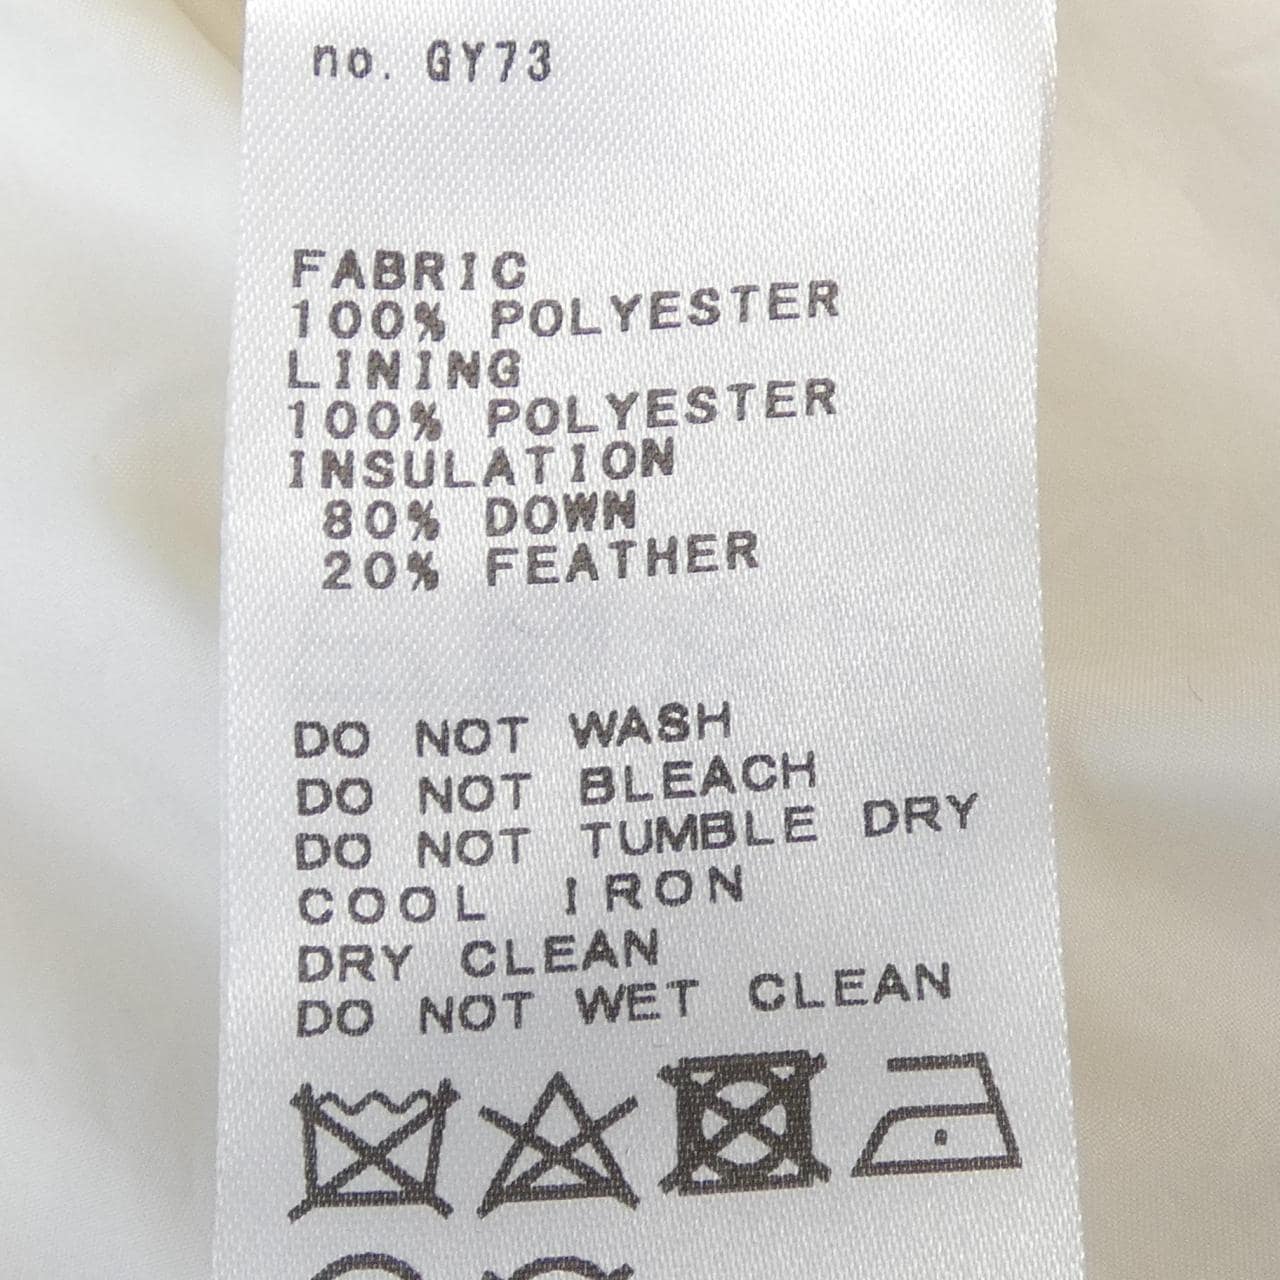 no. GY73
FABRIC
100% POLYESTER
LINING
100% POLYESTER
INSULATION
80% DOWN
20% FEATHER
DO NOT WASH
DO NOT BLEACH
DO NOT TUMBLE DRY
COOL IRON
DRY CLEAN
DO NOT WET CLEAN